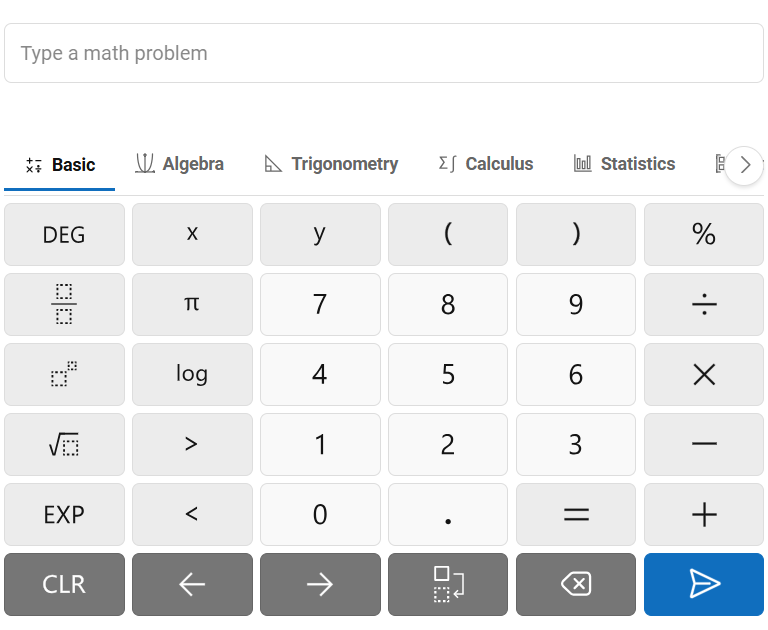 Type a math problem
Basic Algebra Trigonometry Σ∫ Calculus Statistics
DEG x y ( ) %
π 7 8 9 ÷
log 4 5 6 ×
√ > 1 2 3 −
EXP < 0 . = +
CLR ← →